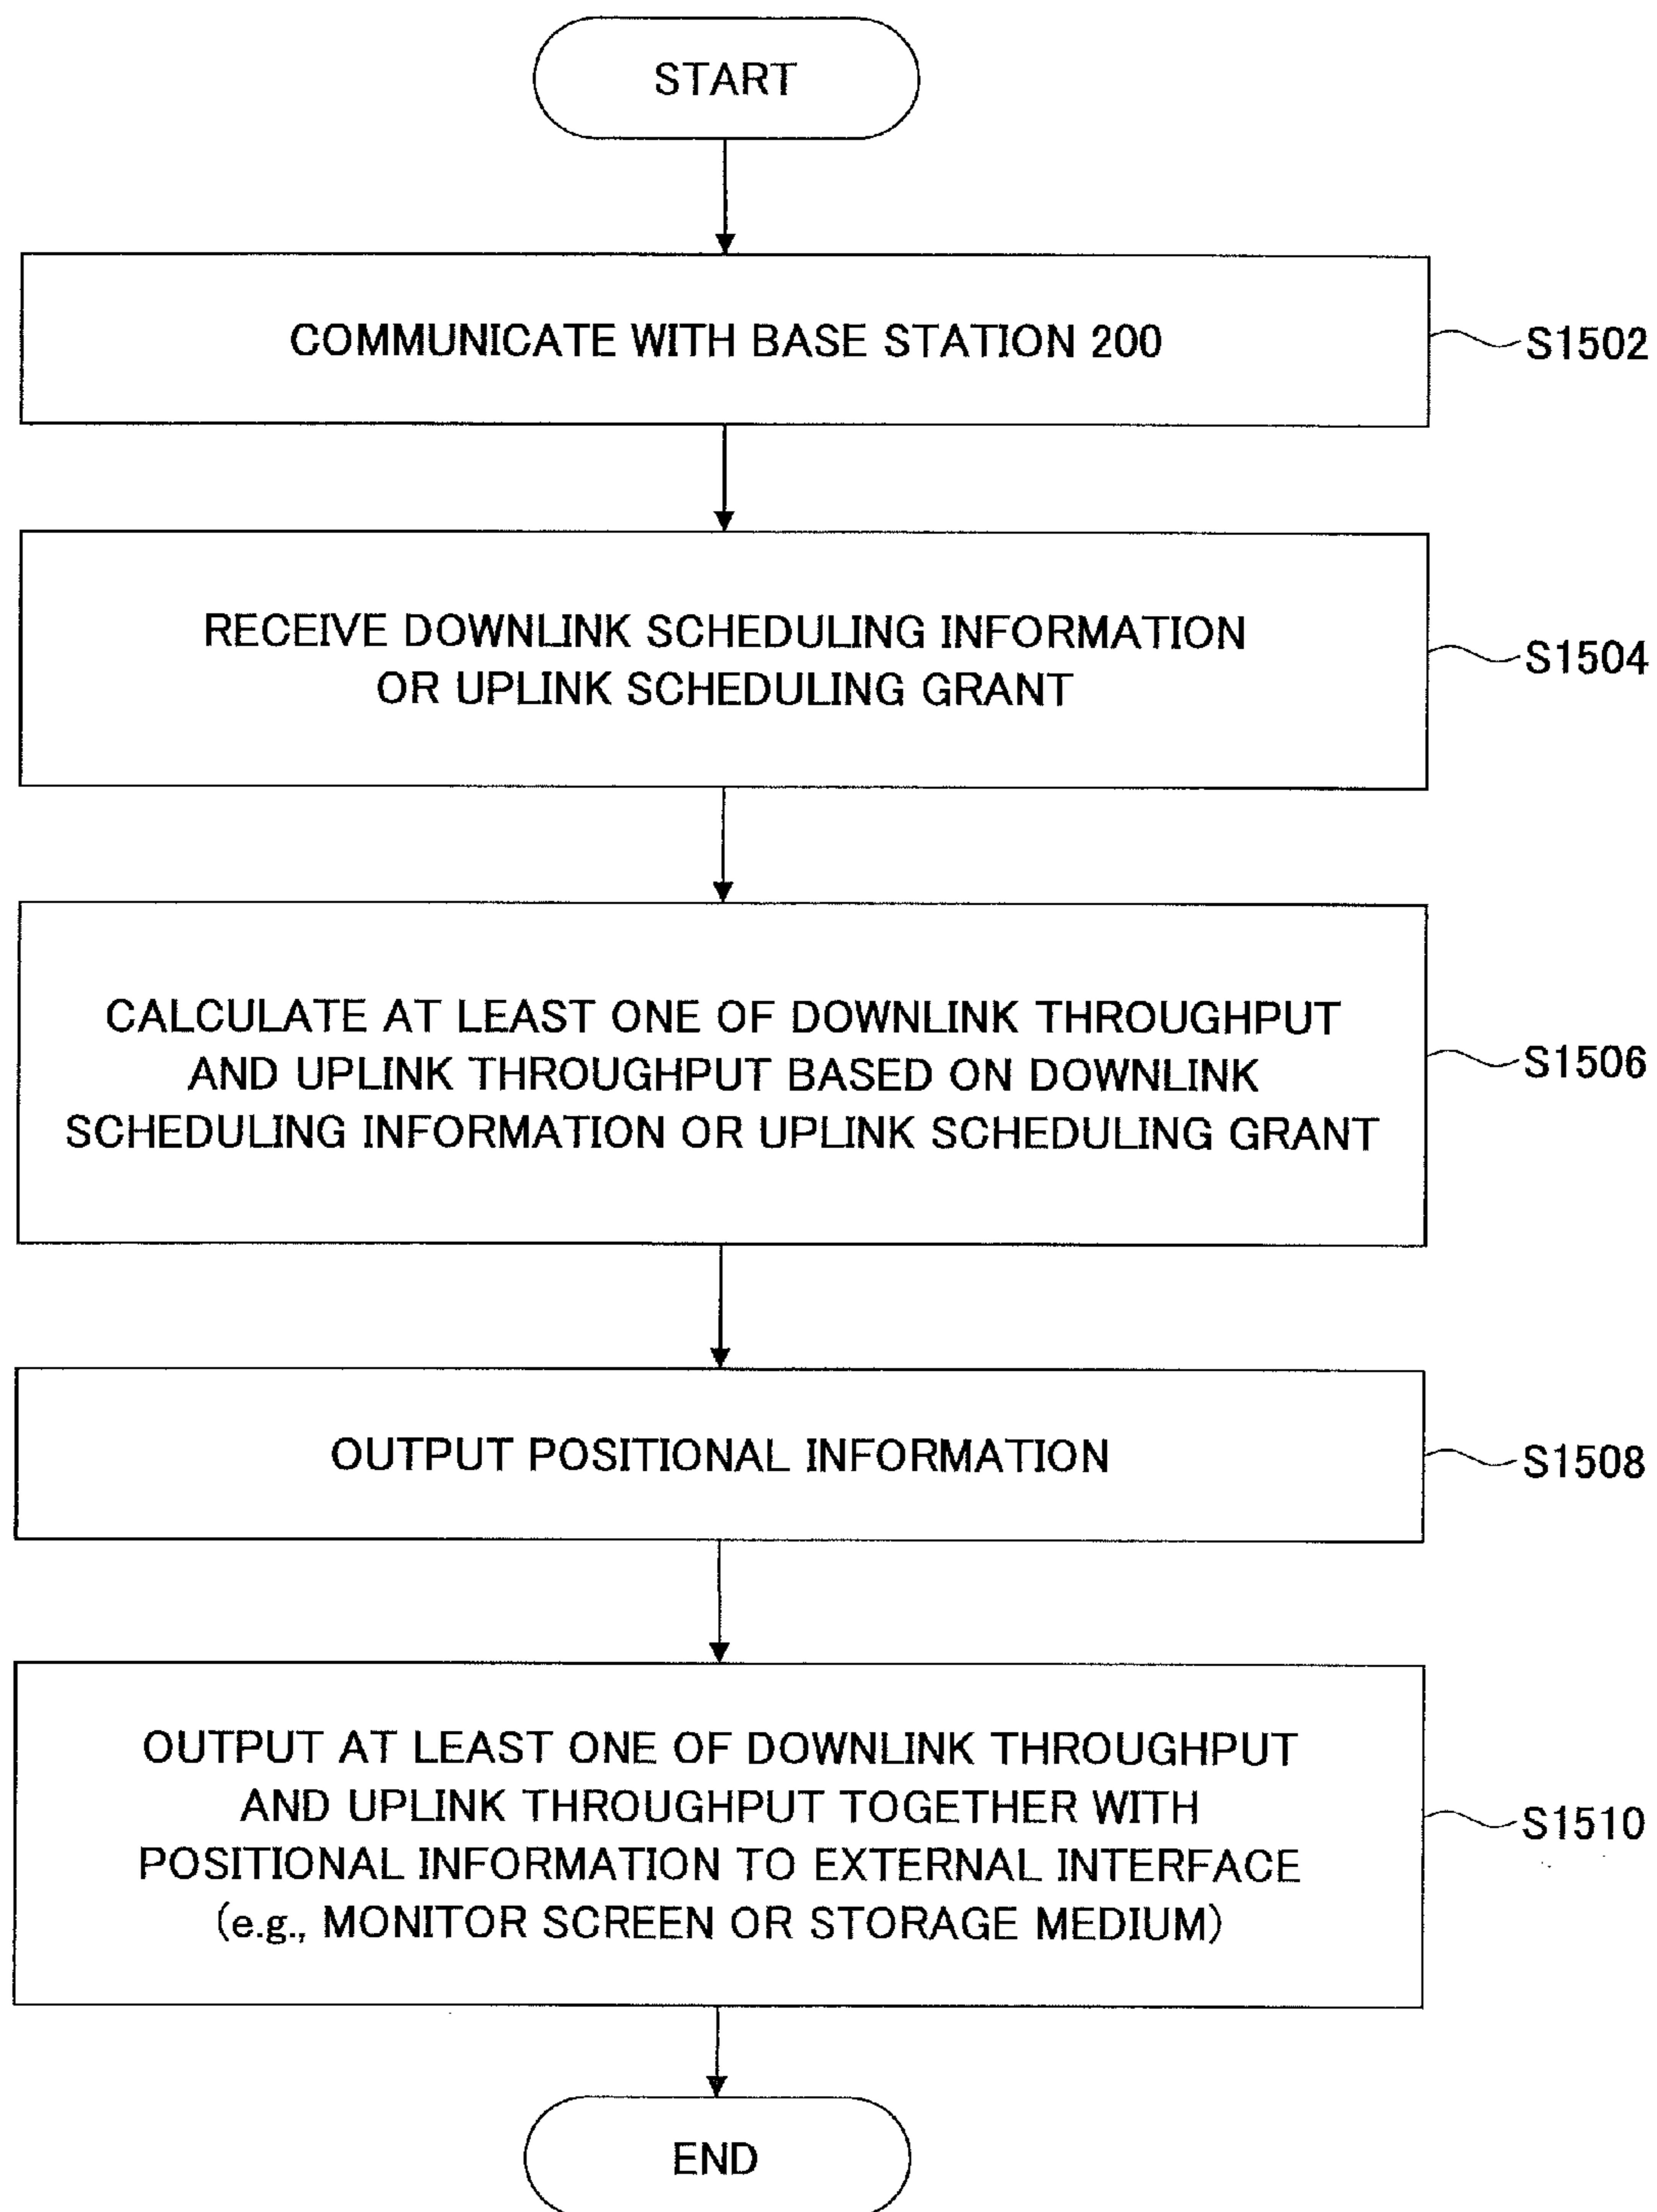 START
COMMUNICATE WITH BASE STATION 200
S1502
RECEIVE DOWNLINK SCHEDULING INFORMATION
OR UPLINK SCHEDULING GRANT
S1504
CALCULATE AT LEAST ONE OF DOWNLINK THROUGHPUT
AND UPLINK THROUGHPUT BASED ON DOWNLINK
SCHEDULING INFORMATION OR UPLINK SCHEDULING GRANT
S1506
OUTPUT POSITIONAL INFORMATION
S1508
OUTPUT AT LEAST ONE OF DOWNLINK THROUGHPUT
AND UPLINK THROUGHPUT TOGETHER WITH
POSITIONAL INFORMATION TO EXTERNAL INTERFACE
(e.g., MONITOR SCREEN OR STORAGE MEDIUM)
S1510
END